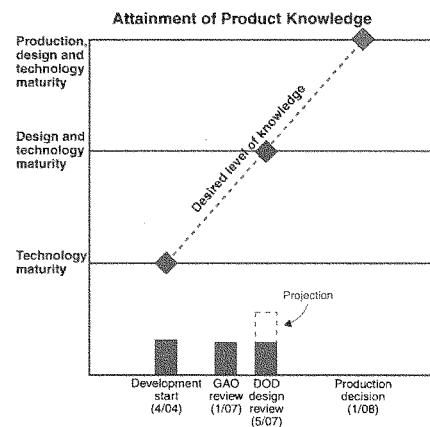 Attainment of Product Knowledge
Production,
design and
technology
maturity
Design and
technology
maturity
Desired level of knowledge
Technology
maturity
Projection
Development
start
(4/04)
GAO
review
(1/07)
DOD
design
review
(5/07)
Production
decision
(1/08)